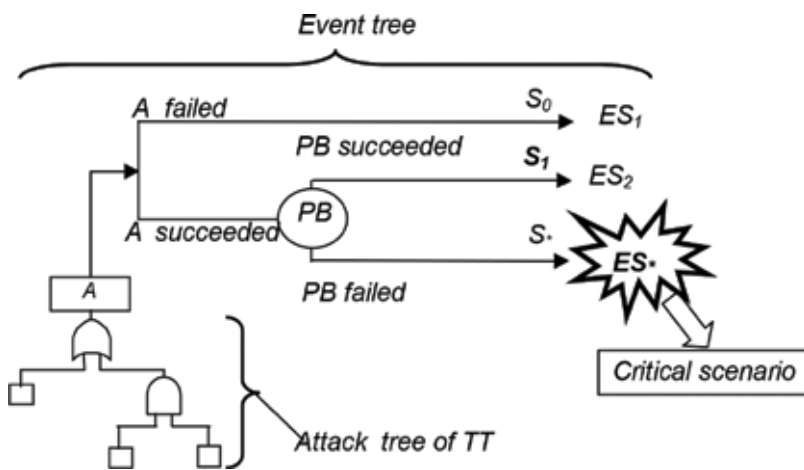 Event tree
A failed
S0
ES1
PB succeeded
S1
ES2
PB
A succeeded
S*
ES*
PB failed
A
Critical scenario
Attack tree of TT